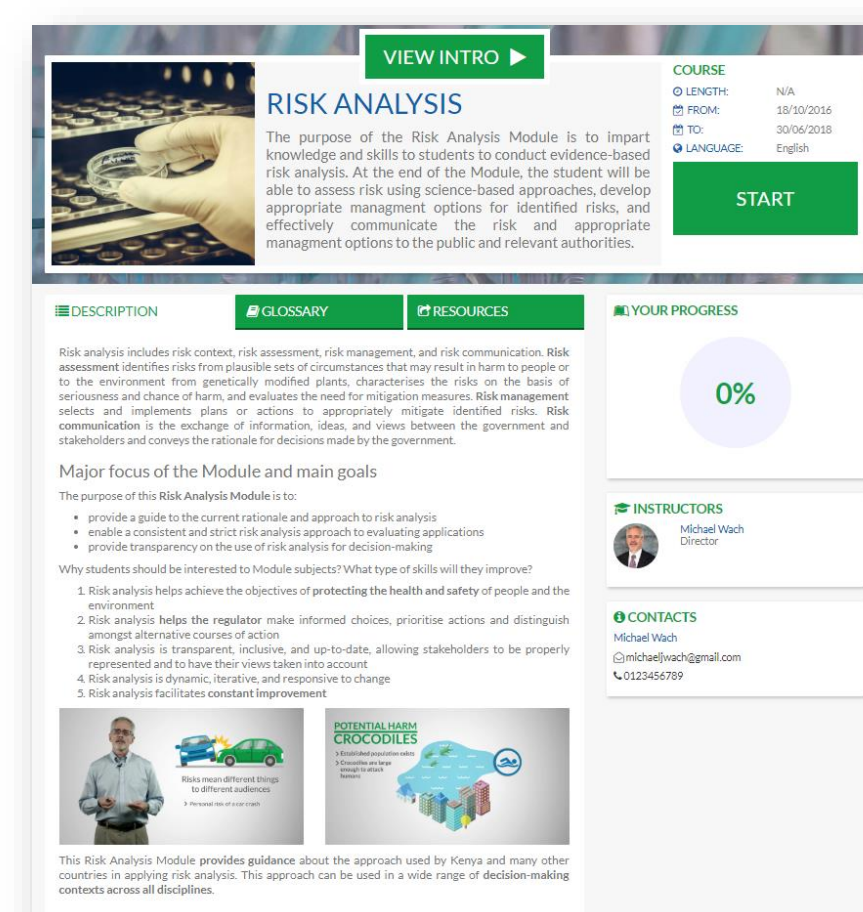 VIEW INTRO
RISK ANALYSIS
The purpose of the Risk Analysis Module is to impart
knowledge and skills to students to conduct evidence-based
risk analysis. At the end of the Module, the student will be
able to assess risk using science-based approaches, develop
appropriate managment options for identified risks, and
effectively communicate the risk and appropriate
managment options to the public and relevant authorities.
COURSE
LENGTH: N/A
FROM: 18/10/2016
TO: 30/06/2018
LANGUAGE: English
START
DESCRIPTION
GLOSSARY
RESOURCES
Risk analysis includes risk context, risk assessment, risk management, and risk communication. Risk
assessment identifies risks from plausible sets of circumstances that may result in harm to people or
to the environment from genetically modified plants, characterises the risks on the basis of
seriousness and chance of harm, and evaluates the need for mitigation measures. Risk management
selects and implements plans or actions to appropriately mitigate identified risks. Risk
communication is the exchange of information, ideas, and views between the government and
stakeholders and conveys the rationale for decisions made by the government.
Major focus of the Module and main goals
The purpose of this Risk Analysis Module is to:
• provide a guide to the current rationale and approach to risk analysis
• enable a consistent and strict risk analysis approach to evaluating applications
• provide transparency on the use of risk analysis for decision-making
Why students should be interested to Module subjects? What type of skills will they improve?
1. Risk analysis helps achieve the objectives of protecting the health and safety of people and the
environment
2. Risk analysis helps the regulator make informed choices, prioritise actions and distinguish
amongst alternative courses of action
3. Risk analysis is transparent, inclusive, and up-to-date, allowing stakeholders to be properly
represented and to have their views taken into account
4. Risk analysis is dynamic, iterative, and responsive to change
5. Risk analysis facilitates constant improvement
Risks mean different things
to different audiences
> Personal risk of a car crash
POTENTIAL HARM
CROCODILES
> Established population exists
> Crocodiles are large
enough to attack
humans
This Risk Analysis Module provides guidance about the approach used by Kenya and many other
countries in applying risk analysis. This approach can be used in a wide range of decision-making
contexts across all disciplines.
YOUR PROGRESS
0%
INSTRUCTORS
Michael Wach
Director
CONTACTS
Michael Wach
michaeljwach@gmail.com
0123456789